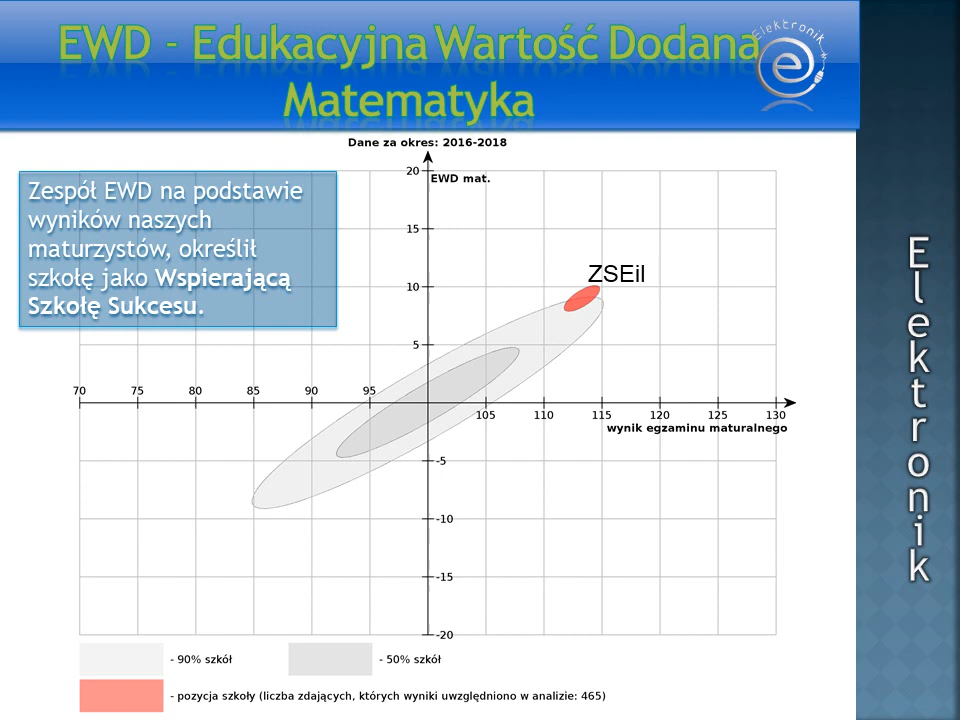 EWD - Edukacyjna Wartość Dodana
Matematyka
Elektronik
e
Dane za okres: 2016-2018
EWD mat.
Zespół EWD na podstawie
wyników naszych
maturzystów, określił
szkołę jako Wspierającą
Szkołę Sukcesu.
ZSEiI
20
15
10
5
70 75 80 85 90 95
105 110 115 120 125 130
wynik egzaminu maturalnego
-5
-10
-15
-20
- 90% szkół - 50% szkół
- pozycja szkoły (liczba zdających, których wyniki uwzględniono w analizie: 465)
Elektronik